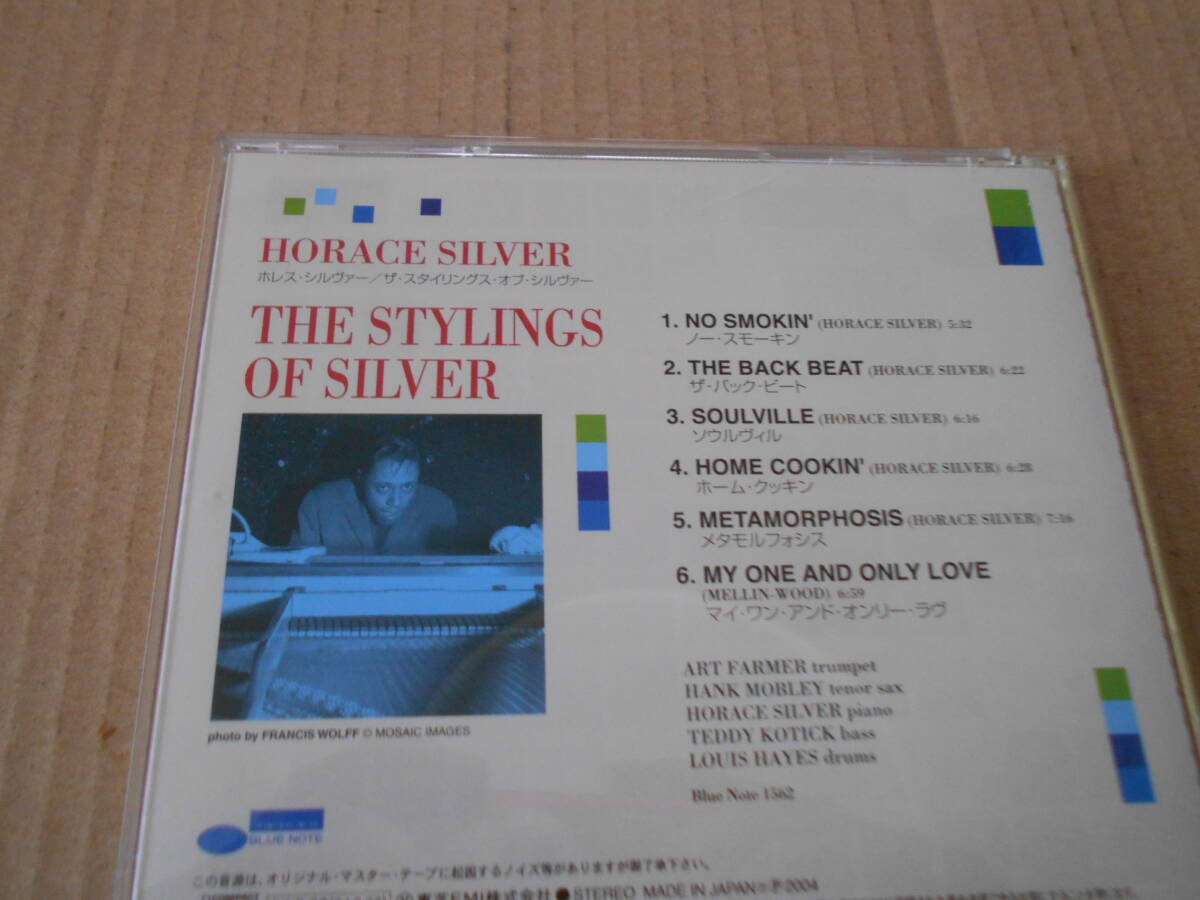 HORACE SILVER
ホレス・シルヴァー／ザ・スタイリングス・オブ・シルヴァー
THE STYLINGS
OF SILVER
photo by FRANCIS WOLFF © MOSAIC IMAGES
1. NO SMOKIN' (HORACE SILVER) 5:32
ノー・スモーキン
2. THE BACK BEAT (HORACE SILVER) 6:22
ザ・バック・ビート
3. SOULVILLE (HORACE SILVER) 6:16
ソウルヴィル
4. HOME COOKIN' (HORACE SILVER) 6:28
ホーム・クッキン
5. METAMORPHOSIS (HORACE SILVER) 7:16
メタモルフォシス
6. MY ONE AND ONLY LOVE
(MELLIN-WOOD) 6:59
マイ・ワン・アンド・オンリー・ラヴ
ART FARMER trumpet
HANK MOBLEY tenor sax
HORACE SILVER piano
TEDDY KOTICK bass
LOUIS HAYES drums
Blue Note 1562
BLUE NOTE
この音源は、オリジナル・マスター・テープに起因するノイズ等がありますが御了承下さい。
東芝EMI株式会社 ● STEREO MADE IN JAPAN ℗2004